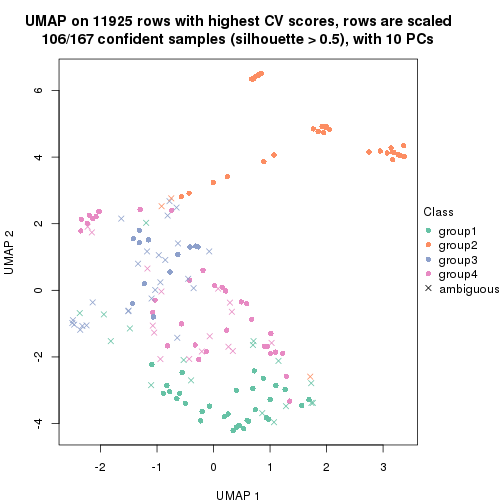 UMAP on 11925 rows with highest CV scores, rows are scaled
106/167 confident samples (silhouette > 0.5), with 10 PCs
6
4
2
0
-2
-4
UMAP 2
-2
-1
0
1
2
3
UMAP 1
Class
group1
group2
group3
group4
ambiguous